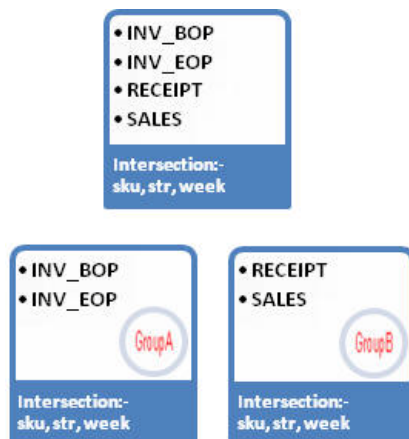 • INV_BOP
• INV_EOP
• RECEIPT
• SALES
Intersection:-
sku, str, week
• INV_BOP
• INV_EOP
GroupA
Intersection:-
sku, str, week
• RECEIPT
• SALES
GroupB
Intersection:-
sku, str, week